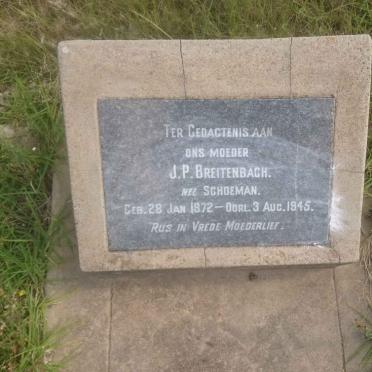 TER GEDACTENIS AAN
ONS MOEDER
J.P. BREITENBACH.
NEE SCHOEMAN.
GEB. 28 JAN 1872 – OORL. 3 AUG. 1945.
RUS IN VREDE MOEDERLIEF.